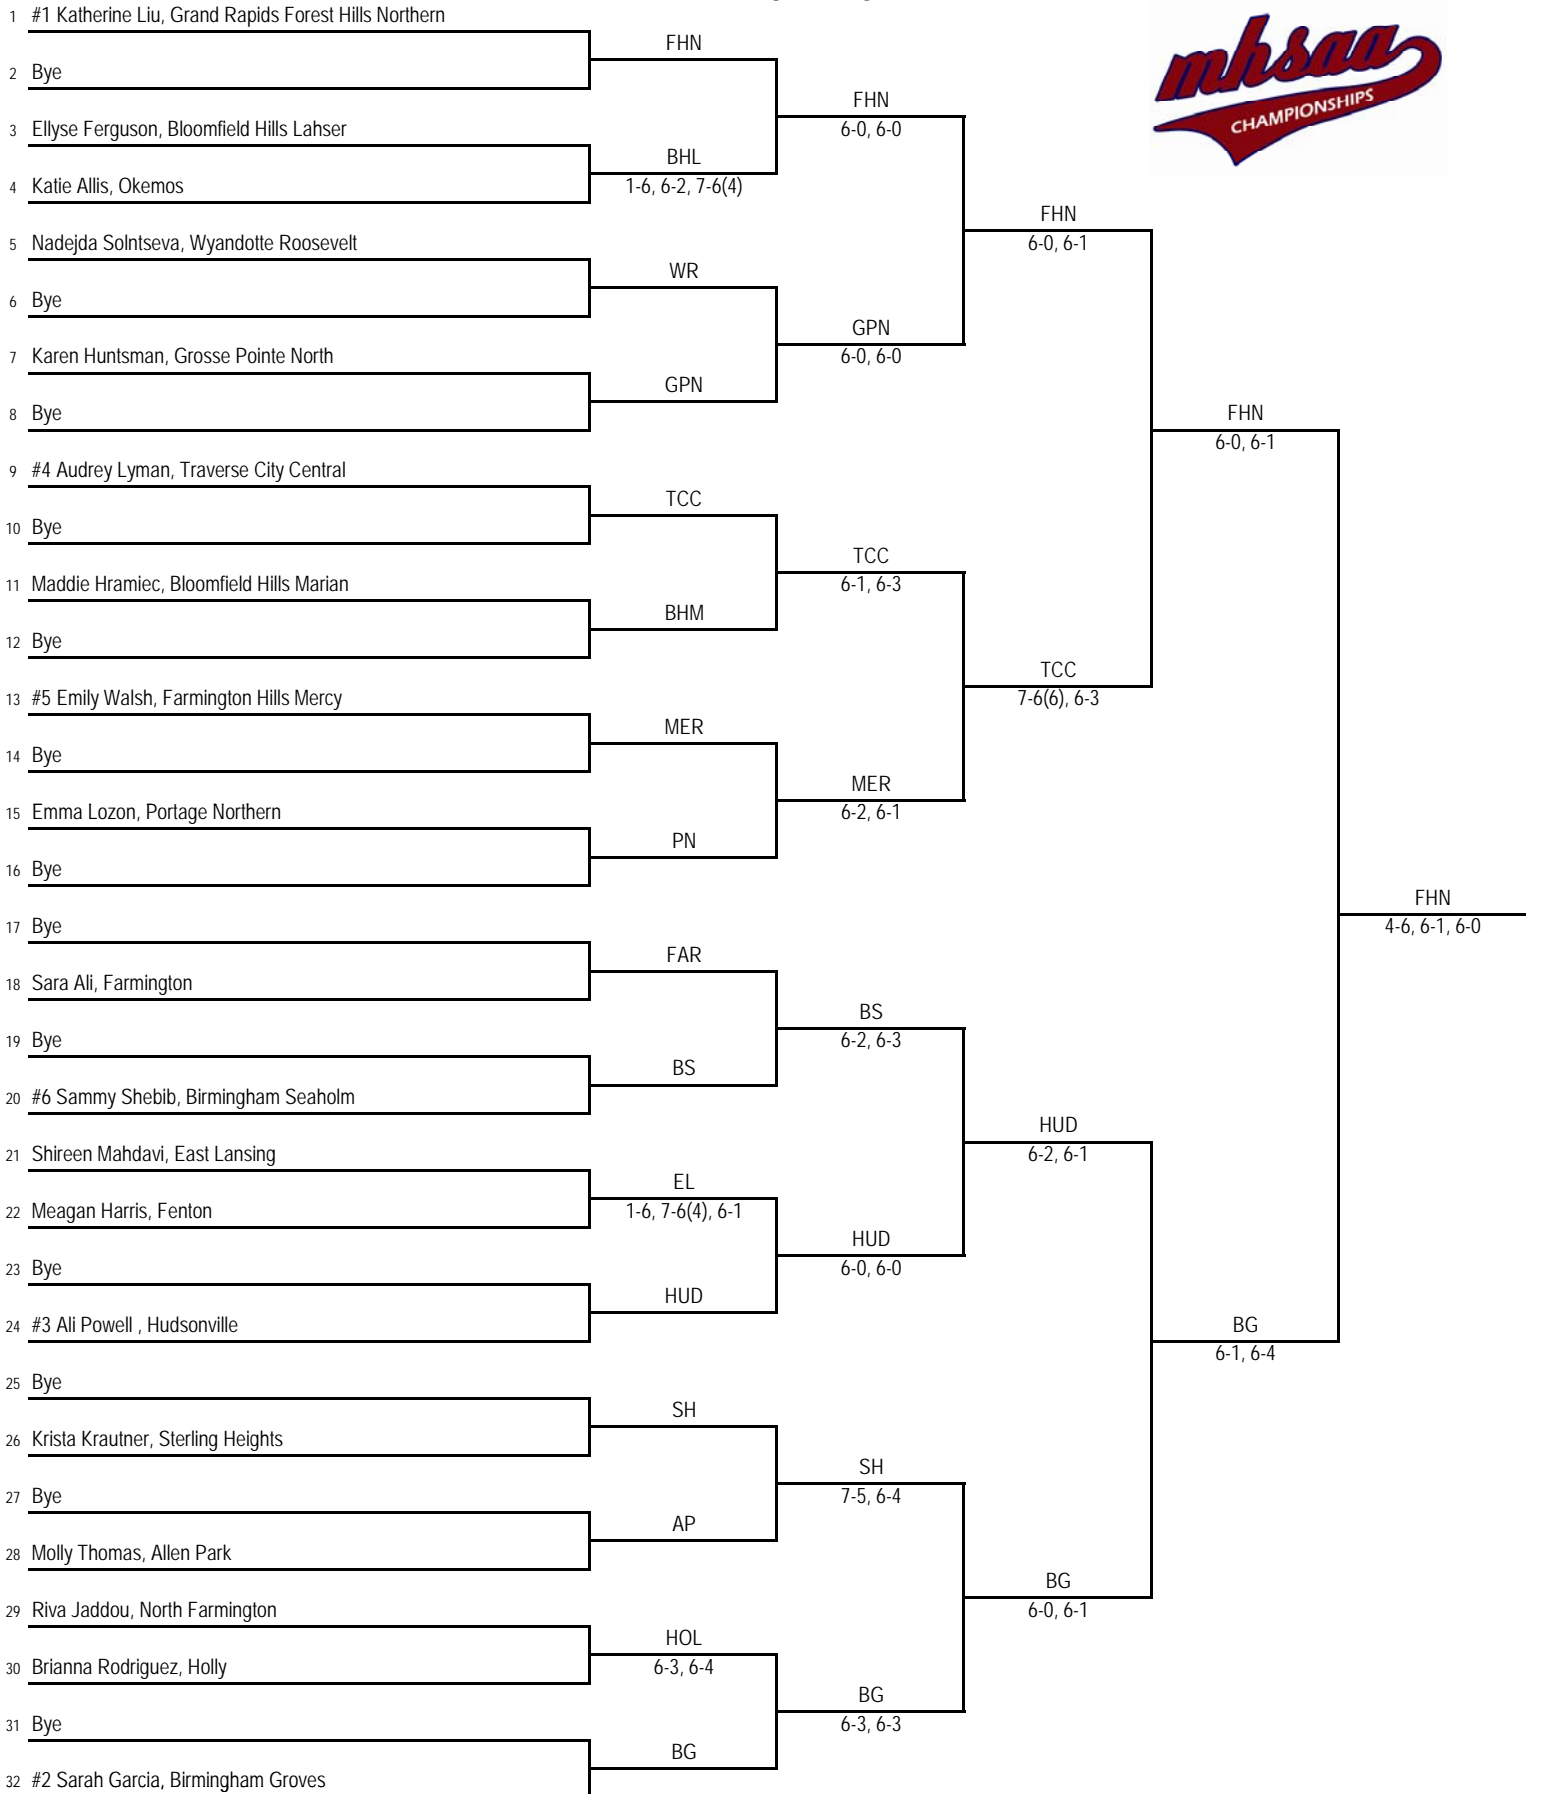 1 #1 Katherine Liu, Grand Rapids Forest Hills Northern
FHN
2 Bye
FHN
6-0, 6-0
3 Ellyse Ferguson, Bloomfield Hills Lahser
BHL
1-6, 6-2, 7-6(4)
4 Katie Allis, Okemos
FHN
6-0, 6-1
5 Nadejda Solntseva, Wyandotte Roosevelt
WR
6 Bye
GPN
6-0, 6-0
7 Karen Huntsman, Grosse Pointe North
GPN
8 Bye
FHN
6-0, 6-1
9 #4 Audrey Lyman, Traverse City Central
TCC
10 Bye
TCC
6-1, 6-3
11 Maddie Hramiec, Bloomfield Hills Marian
BHM
12 Bye
TCC
7-6(6), 6-3
13 #5 Emily Walsh, Farmington Hills Mercy
MER
14 Bye
MER
6-2, 6-1
15 Emma Lozon, Portage Northern
PN
16 Bye
FHN
4-6, 6-1, 6-0
17 Bye
FAR
18 Sara Ali, Farmington
BS
6-2, 6-3
19 Bye
BS
20 #6 Sammy Shebib, Birmingham Seaholm
HUD
6-2, 6-1
21 Shireen Mahdavi, East Lansing
EL
1-6, 7-6(4), 6-1
22 Meagan Harris, Fenton
HUD
6-0, 6-0
23 Bye
HUD
24 #3 Ali Powell , Hudsonville
BG
6-1, 6-4
25 Bye
SH
26 Krista Krautner, Sterling Heights
SH
7-5, 6-4
27 Bye
AP
28 Molly Thomas, Allen Park
BG
6-0, 6-1
29 Riva Jaddou, North Farmington
HOL
6-3, 6-4
30 Brianna Rodriguez, Holly
BG
6-3, 6-3
31 Bye
BG
32 #2 Sarah Garcia, Birmingham Groves
mhsaa
CHAMPIONSHIPS